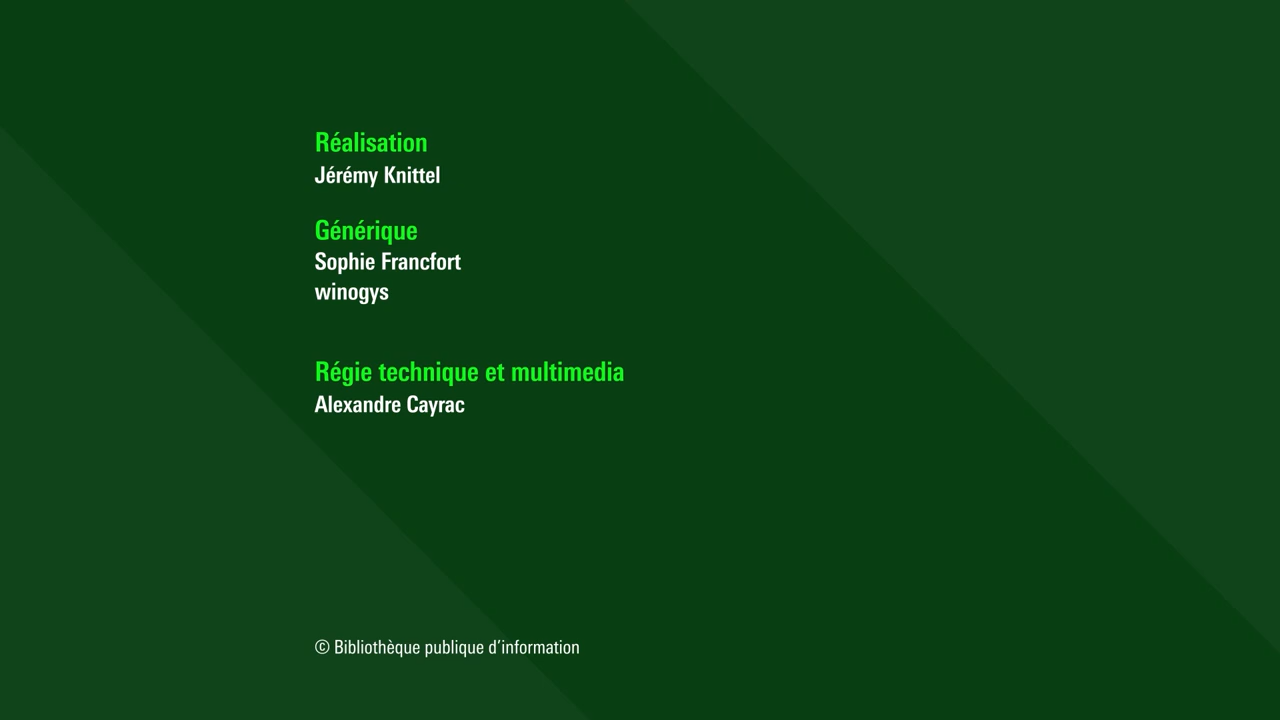 Réalisation
Jérémy Knittel
Générique
Sophie Francfort
winogys
Régie technique et multimedia
Alexandre Cayrac
© Bibliothèque publique d’information